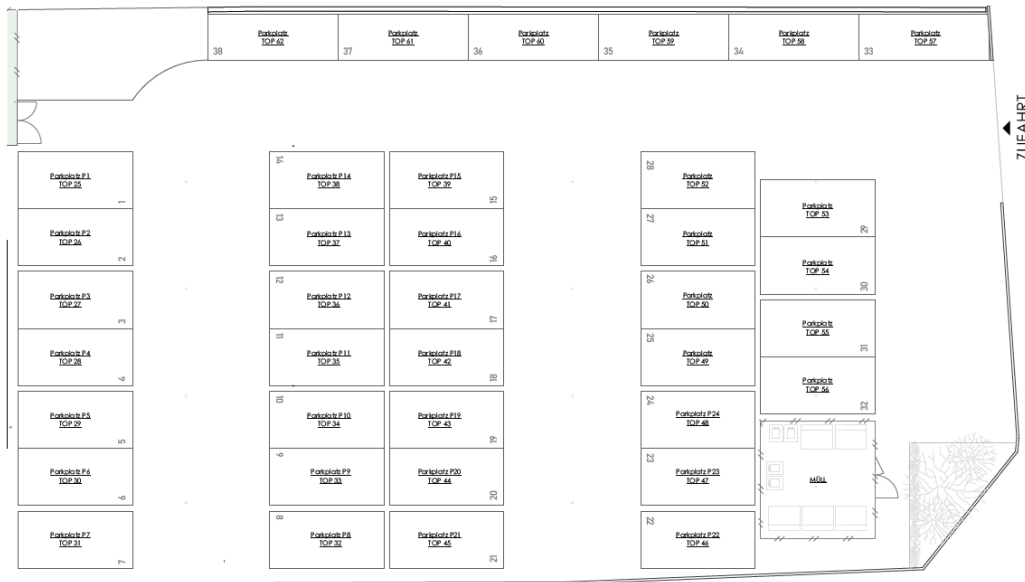 Parkplatz
TOP 62
38
Parkplatz
TOP 61
37
Parkplatz
TOP 60
36
Parkplatz
TOP 59
35
Parkplatz
TOP 58
34
Parkplatz
TOP 57
33
ZUFAHRT
Parkplatz P1
TOP 25
1
Parkplatz P2
TOP 26
2
Parkplatz P3
TOP 27
3
Parkplatz P4
TOP 28
4
Parkplatz P5
TOP 29
5
Parkplatz P6
TOP 30
6
Parkplatz P7
TOP 31
7
14
Parkplatz P14
TOP 38
13
Parkplatz P13
TOP 37
12
Parkplatz P12
TOP 36
11
Parkplatz P11
TOP 35
10
Parkplatz P10
TOP 34
9
Parkplatz P9
TOP 33
8
Parkplatz P8
TOP 32
Parkplatz P15
TOP 39
15
Parkplatz P16
TOP 40
16
Parkplatz P17
TOP 41
17
Parkplatz P18
TOP 42
18
Parkplatz P19
TOP 43
19
Parkplatz P20
TOP 44
20
Parkplatz P21
TOP 45
21
28
Parkplatz
TOP 52
27
Parkplatz
TOP 51
26
Parkplatz
TOP 50
25
Parkplatz
TOP 49
24
Parkplatz P24
TOP 48
23
Parkplatz P23
TOP 47
22
Parkplatz P22
TOP 46
Parkplatz
TOP 53
29
Parkplatz
TOP 54
30
Parkplatz
TOP 55
31
Parkplatz
TOP 56
32
MÜLL